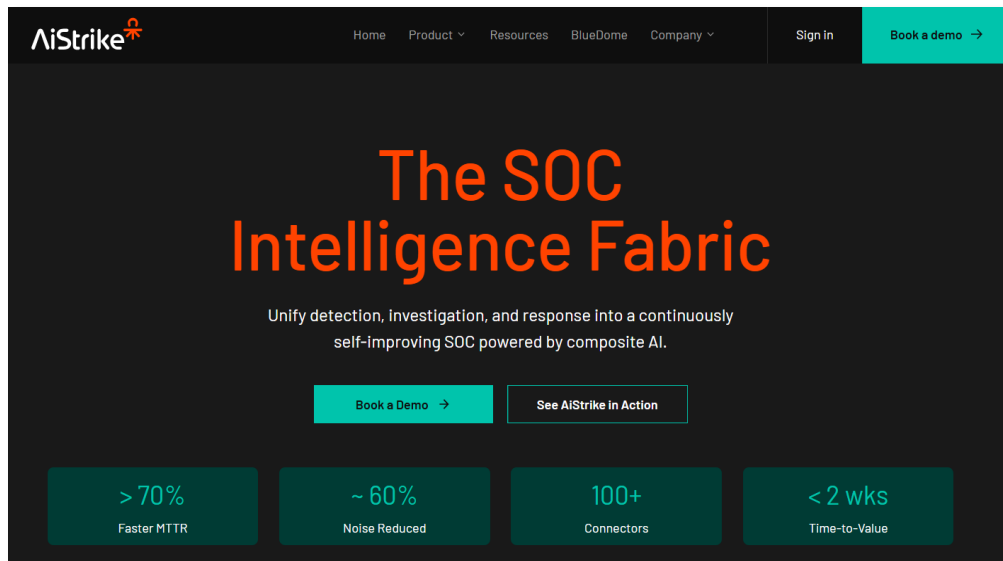 AiStrike
Home Product Resources BlueDome Company Sign in Book a demo →
The SOC
Intelligence Fabric
Unify detection, investigation, and response into a continuously
self-improving SOC powered by composite AI.
Book a Demo → See AiStrike in Action
> 70% ~ 60% 100+ < 2 wks
Faster MTTR Noise Reduced Connectors Time-to-Value